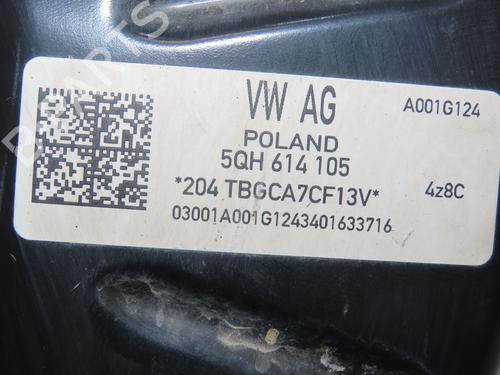 VW AG
A001G124
POLAND
5QH 614 105
*204 TBGCA7CF13V*
4z8C
03001A001G1243401633716